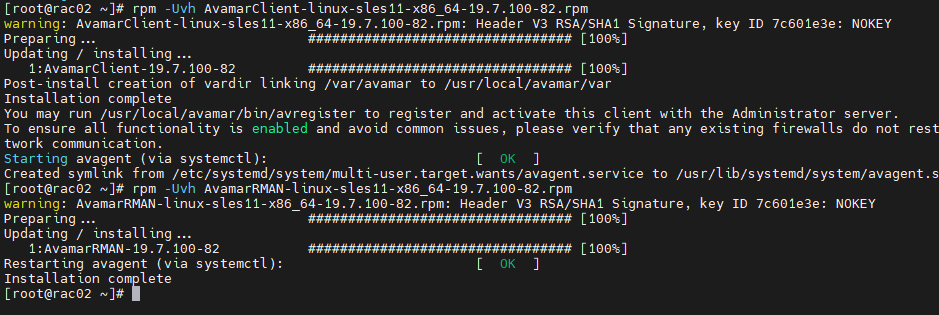 [root@rac02 ~]# rpm -Uvh AvamarClient-linux-sles11-x86_64-19.7.100-82.rpm
warning: AvamarClient-linux-sles11-x86_64-19.7.100-82.rpm: Header V3 RSA/SHA1 Signature, key ID 7c601e3e: NOKEY
Preparing... ################################# [100%]
Updating / installing...
1:AvamarClient-19.7.100-82 ################################# [100%]
Post-install creation of vardir linking /var/avamar to /usr/local/avamar/var
Installation complete
You may run /usr/local/avamar/bin/avregister to register and activate this client with the Administrator server.
To ensure all functionality is enabled and avoid common issues, please verify that any existing firewalls do not rest
twork communication.
Starting avagent (via systemctl): [ OK ]
Created symlink from /etc/systemd/system/multi-user.target.wants/avagent.service to /usr/lib/systemd/system/avagent.s
[root@rac02 ~]# rpm -Uvh AvamarRMAN-linux-sles11-x86_64-19.7.100-82.rpm
warning: AvamarRMAN-linux-sles11-x86_64-19.7.100-82.rpm: Header V3 RSA/SHA1 Signature, key ID 7c601e3e: NOKEY
Preparing... ################################# [100%]
Updating / installing...
1:AvamarRMAN-19.7.100-82 ################################# [100%]
Restarting avagent (via systemctl): [ OK ]
Installation complete
[root@rac02 ~]#